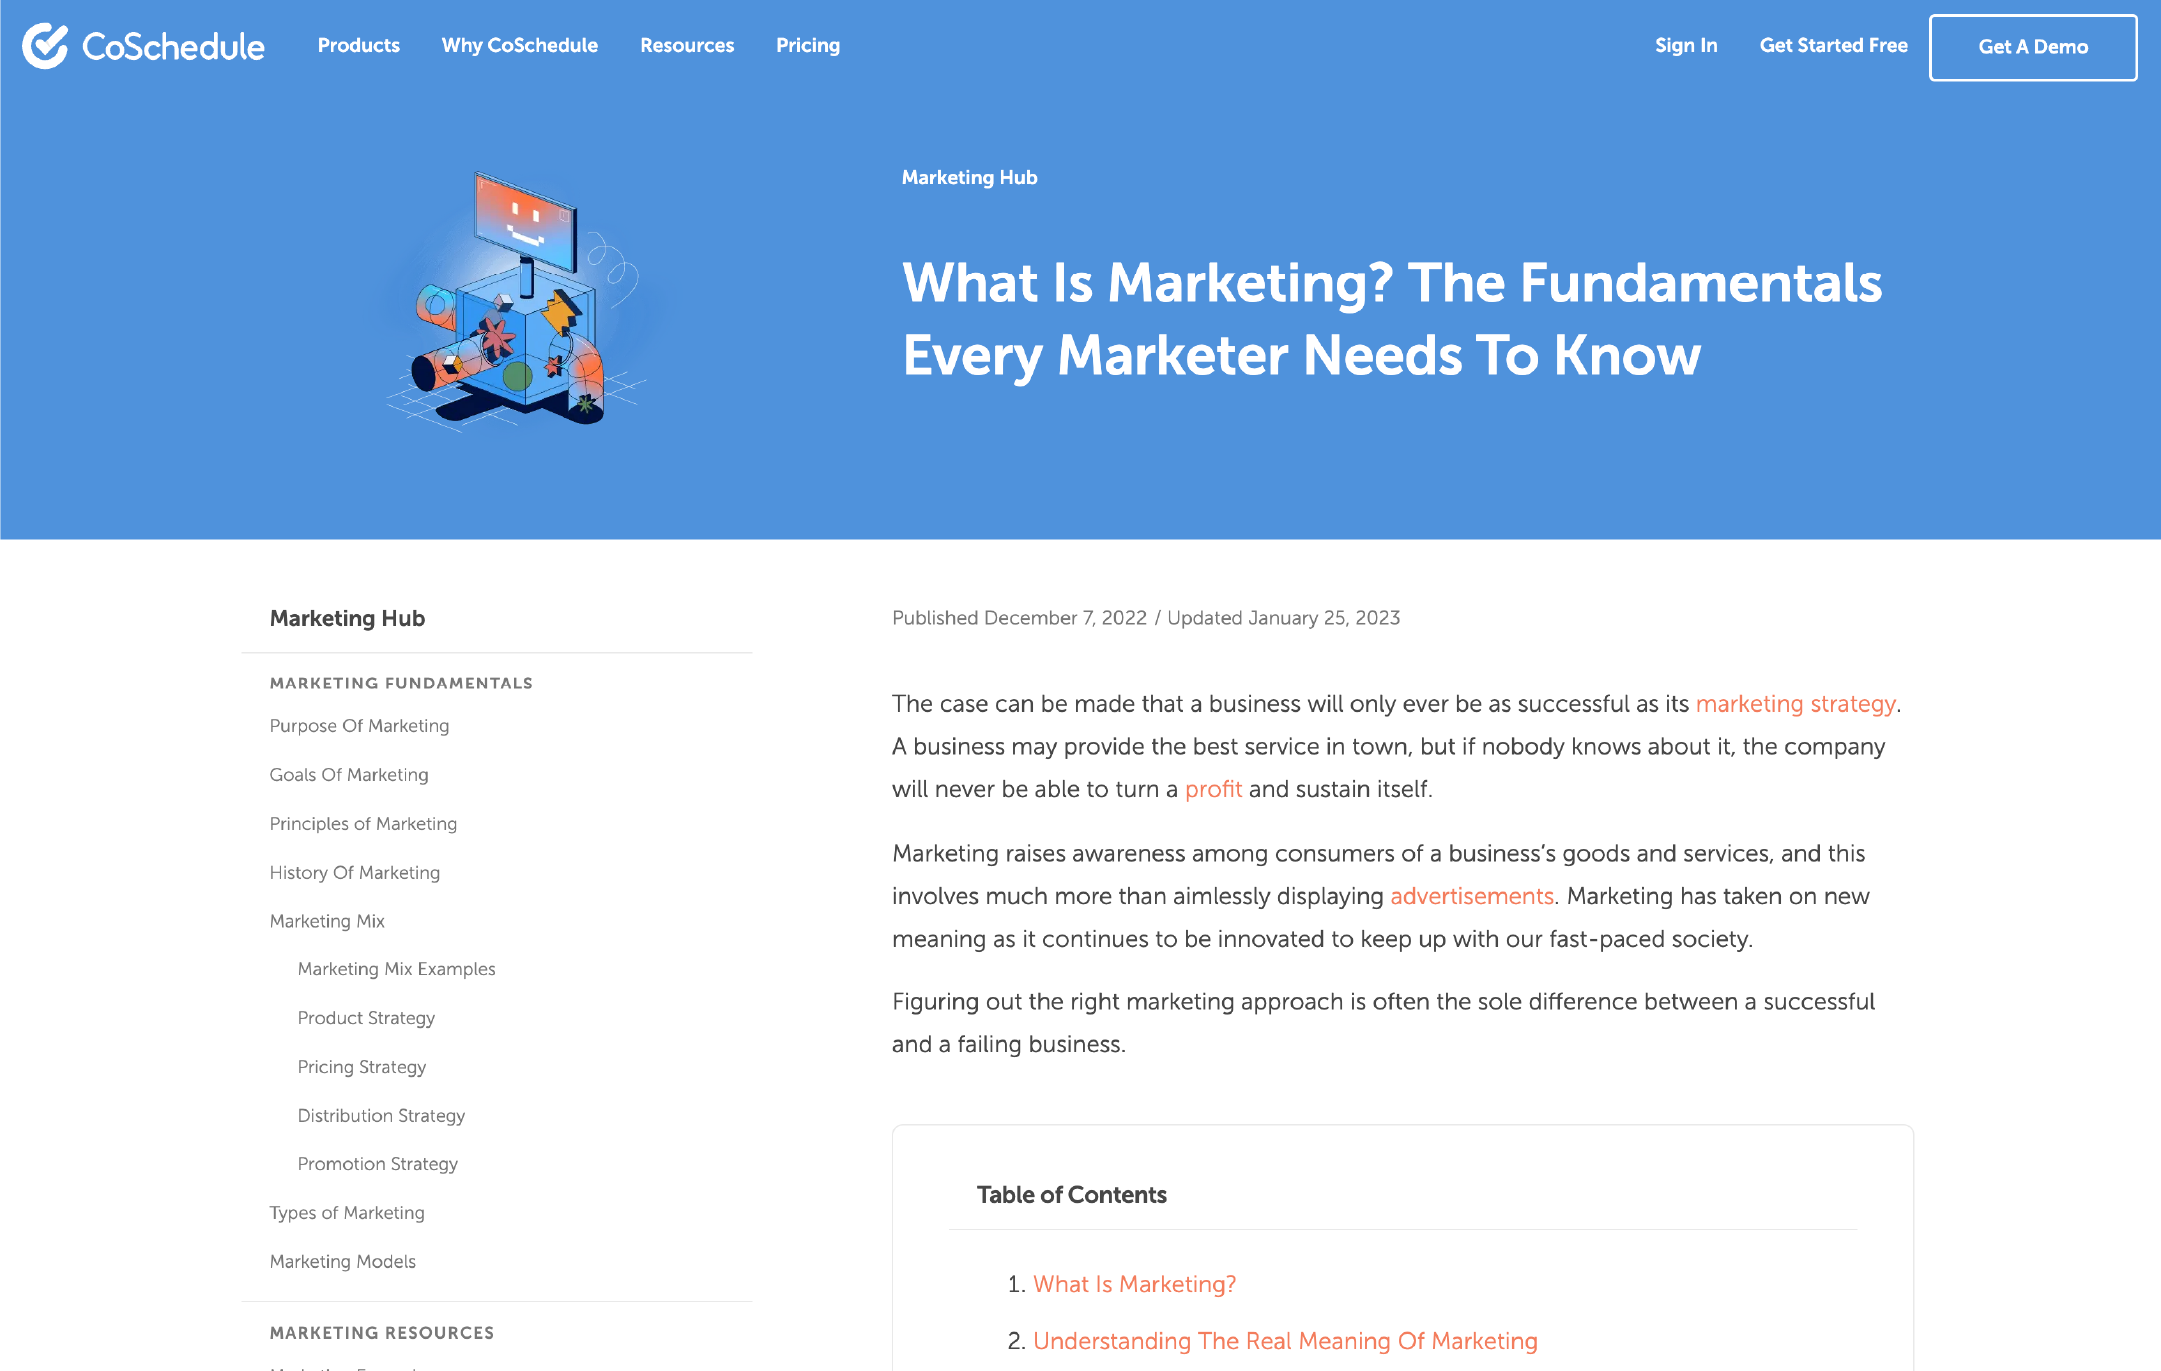 CoSchedule
Products
Why CoSchedule
Resources
Pricing
Sign In
Get Started Free
Get A Demo
Marketing Hub
What Is Marketing? The Fundamentals
Every Marketer Needs To Know
Marketing Hub
MARKETING FUNDAMENTALS
Purpose Of Marketing
Goals Of Marketing
Principles of Marketing
History Of Marketing
Marketing Mix
Marketing Mix Examples
Product Strategy
Pricing Strategy
Distribution Strategy
Promotion Strategy
Types of Marketing
Marketing Models
MARKETING RESOURCES
Published December 7, 2022 / Updated January 25, 2023
The case can be made that a business will only ever be as successful as its marketing strategy.
A business may provide the best service in town, but if nobody knows about it, the company
will never be able to turn a profit and sustain itself.
Marketing raises awareness among consumers of a business’s goods and services, and this
involves much more than aimlessly displaying advertisements. Marketing has taken on new
meaning as it continues to be innovated to keep up with our fast-paced society.
Figuring out the right marketing approach is often the sole difference between a successful
and a failing business.
Table of Contents
1. What Is Marketing?
2. Understanding The Real Meaning Of Marketing